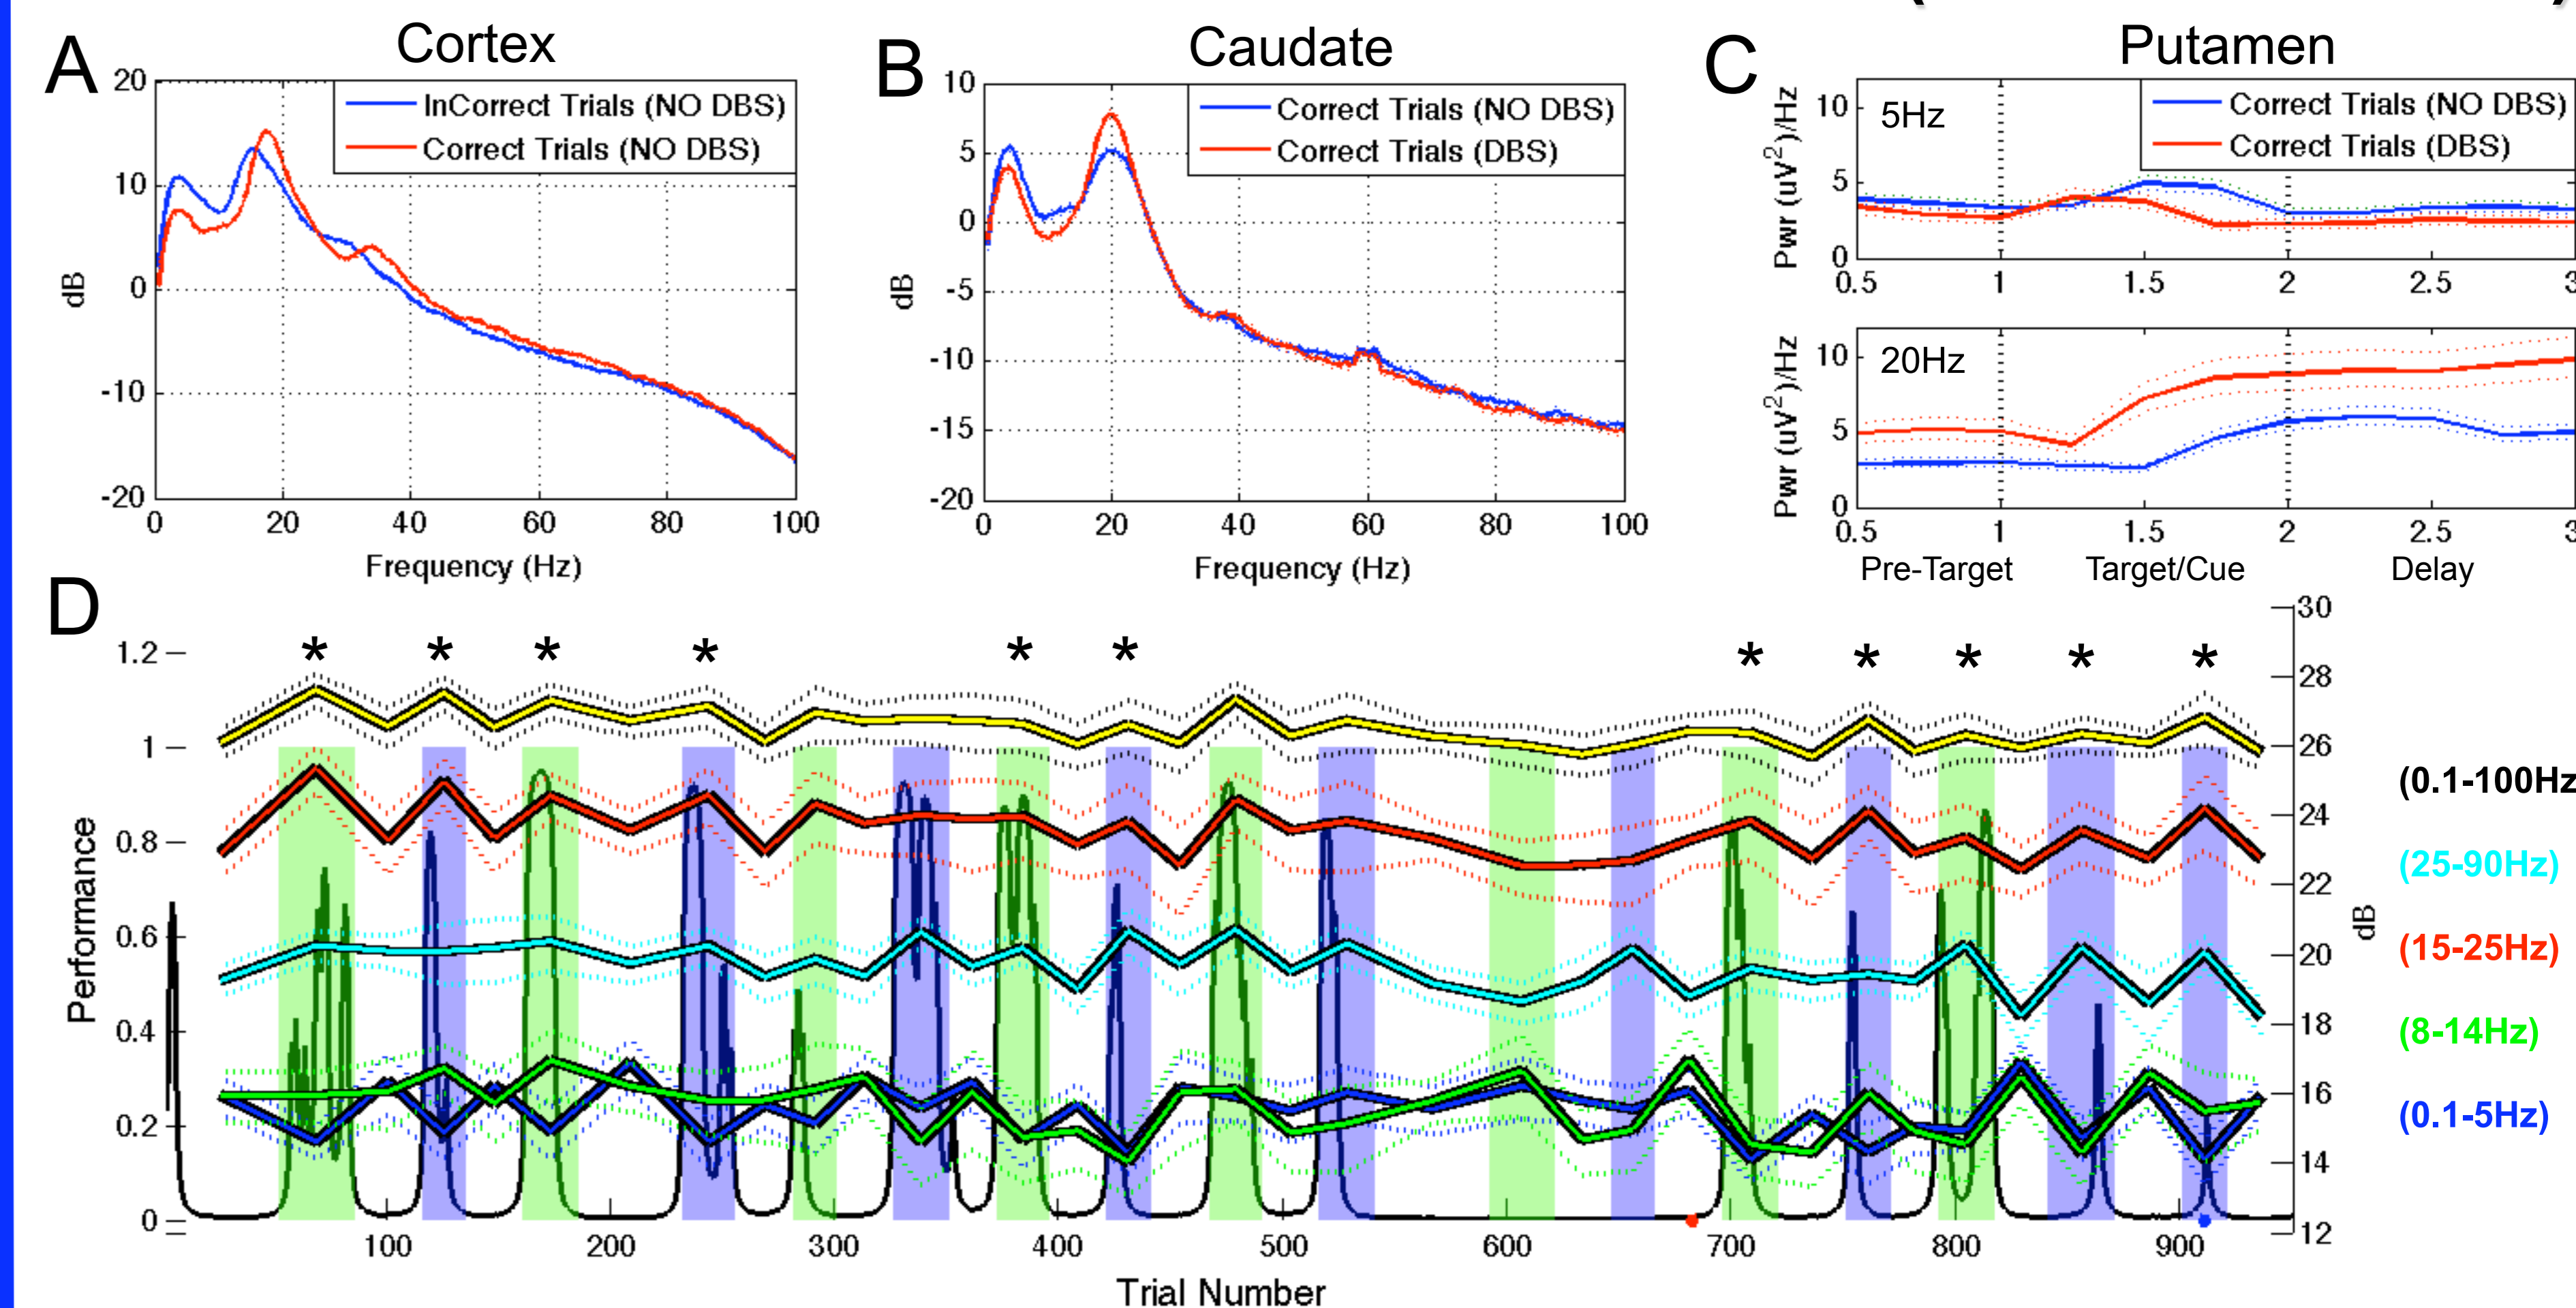 A
Cortex
20
10
0
-10
-20
dB
InCorrect Trials (NO DBS)
Correct Trials (NO DBS)
0 20 40 60 80 100
Frequency (Hz)
B
Caudate
10
5
0
-5
-10
-15
-20
dB
Correct Trials (NO DBS)
Correct Trials (DBS)
0 20 40 60 80 100
Frequency (Hz)
C
Putamen
Pwr (uV²)/Hz
10
5
0
5Hz
Correct Trials (NO DBS)
Correct Trials (DBS)
0.5 1 1.5 2 2.5 3
Pwr (uV²)/Hz
10
5
0
20Hz
0.5 1 1.5 2 2.5 3
Pre-Target Target/Cue Delay
D
* * * * * * * * * * *
Performance
1.2
1
0.8
0.6
0.4
0.2
0
100 200 300 400 500 600 700 800 900
Trial Number
30
28
26
24
22
20
18
16
14
12
dB
(0.1-100Hz
(25-90Hz)
(15-25Hz)
(8-14Hz)
(0.1-5Hz)